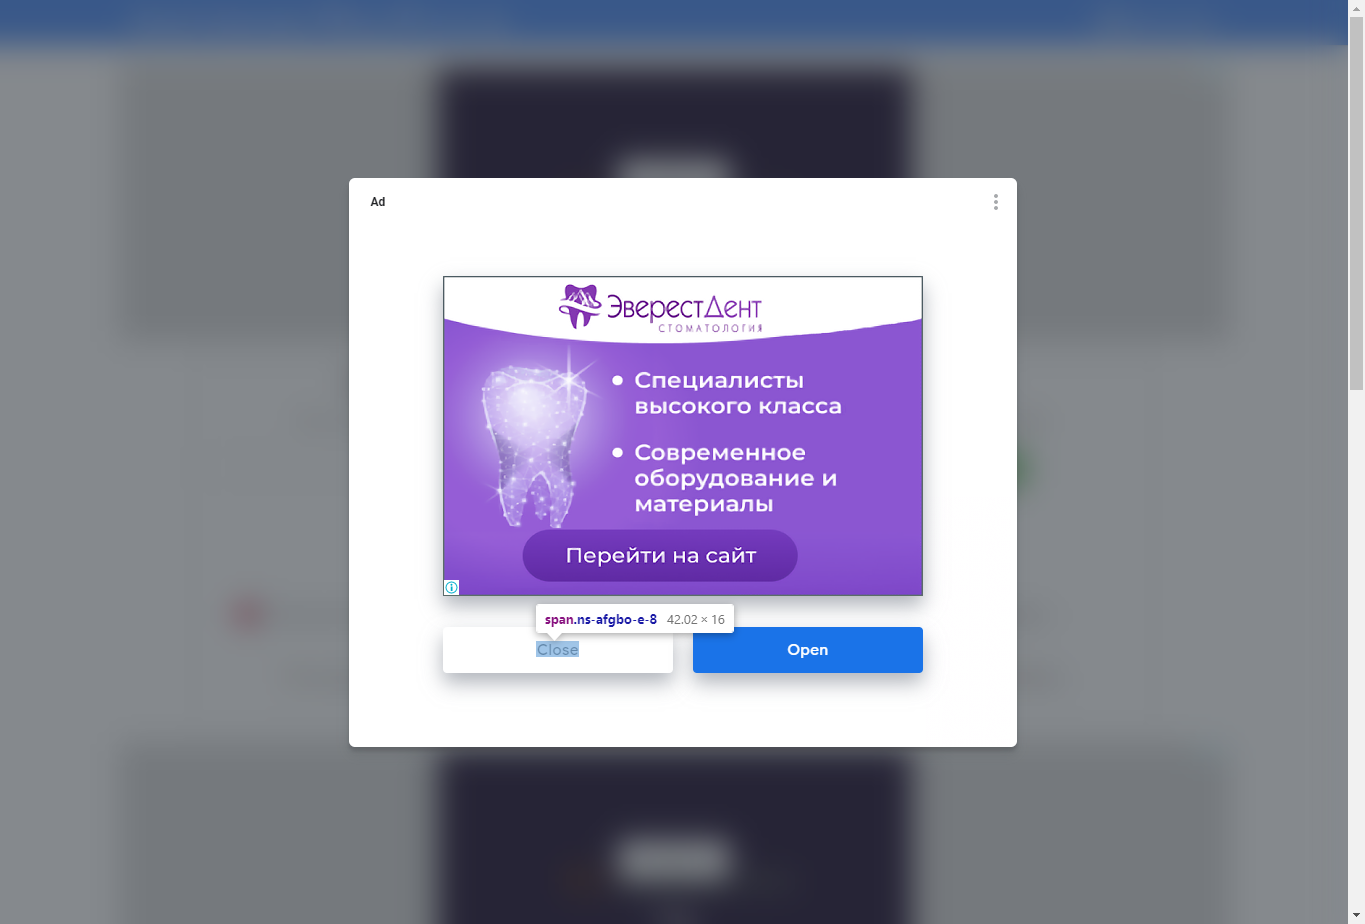 Ad
ЭверестДент
СТОМАТОЛОГИЯ
Специалисты
высокого класса
Современное
оборудование и
материалы
Перейти на сайт
span.ns-afgbo-e-8 42.02 × 16
Close
Open